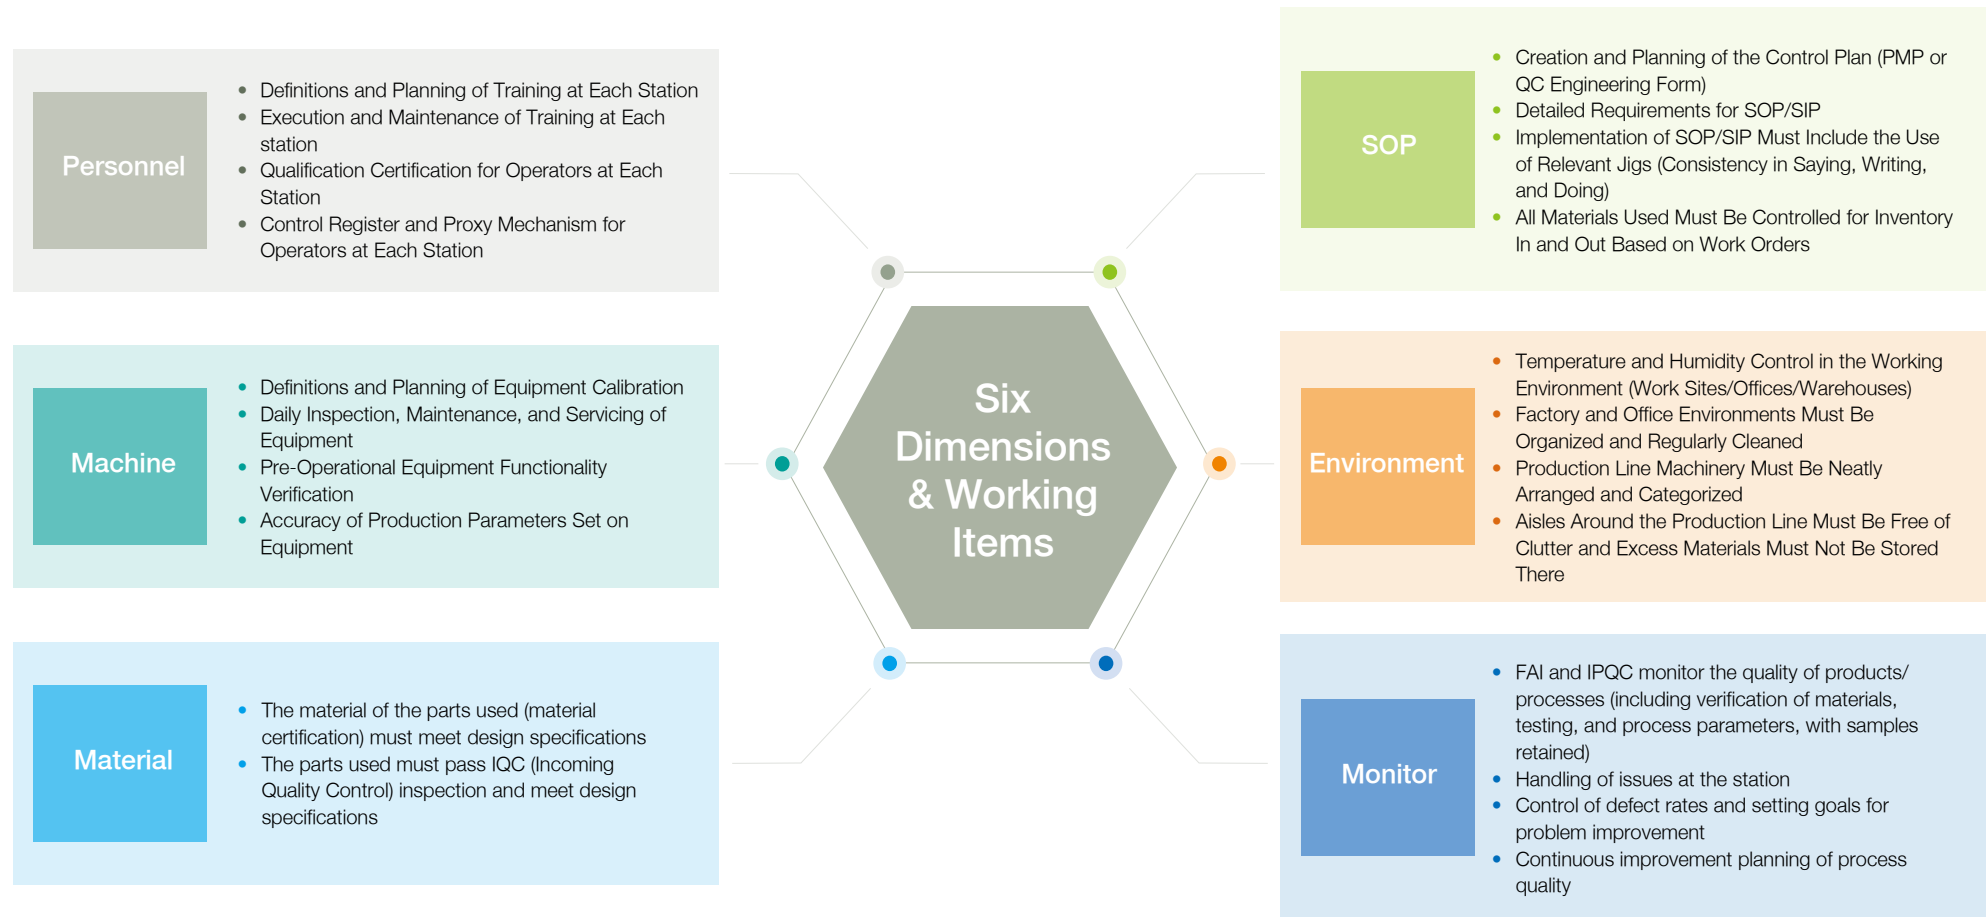 Personnel
• Definitions and Planning of Training at Each Station
• Execution and Maintenance of Training at Each
station
• Qualification Certification for Operators at Each
Station
• Control Register and Proxy Mechanism for
Operators at Each Station
Machine
• Definitions and Planning of Equipment Calibration
• Daily Inspection, Maintenance, and Servicing of
Equipment
• Pre-Operational Equipment Functionality
Verification
• Accuracy of Production Parameters Set on
Equipment
Material
• The material of the parts used (material
certification) must meet design specifications
• The parts used must pass IQC (Incoming
Quality Control) inspection and meet design
specifications
Six
Dimensions
& Working
Items
SOP
• Creation and Planning of the Control Plan (PMP or
QC Engineering Form)
• Detailed Requirements for SOP/SIP
• Implementation of SOP/SIP Must Include the Use
of Relevant Jigs (Consistency in Saying, Writing,
and Doing)
• All Materials Used Must Be Controlled for Inventory
In and Out Based on Work Orders
Environment
• Temperature and Humidity Control in the Working
Environment (Work Sites/Offices/Warehouses)
• Factory and Office Environments Must Be
Organized and Regularly Cleaned
• Production Line Machinery Must Be Neatly
Arranged and Categorized
• Aisles Around the Production Line Must Be Free of
Clutter and Excess Materials Must Not Be Stored
There
Monitor
• FAI and IPQC monitor the quality of products/
processes (including verification of materials,
testing, and process parameters, with samples
retained)
• Handling of issues at the station
• Control of defect rates and setting goals for
problem improvement
• Continuous improvement planning of process
quality